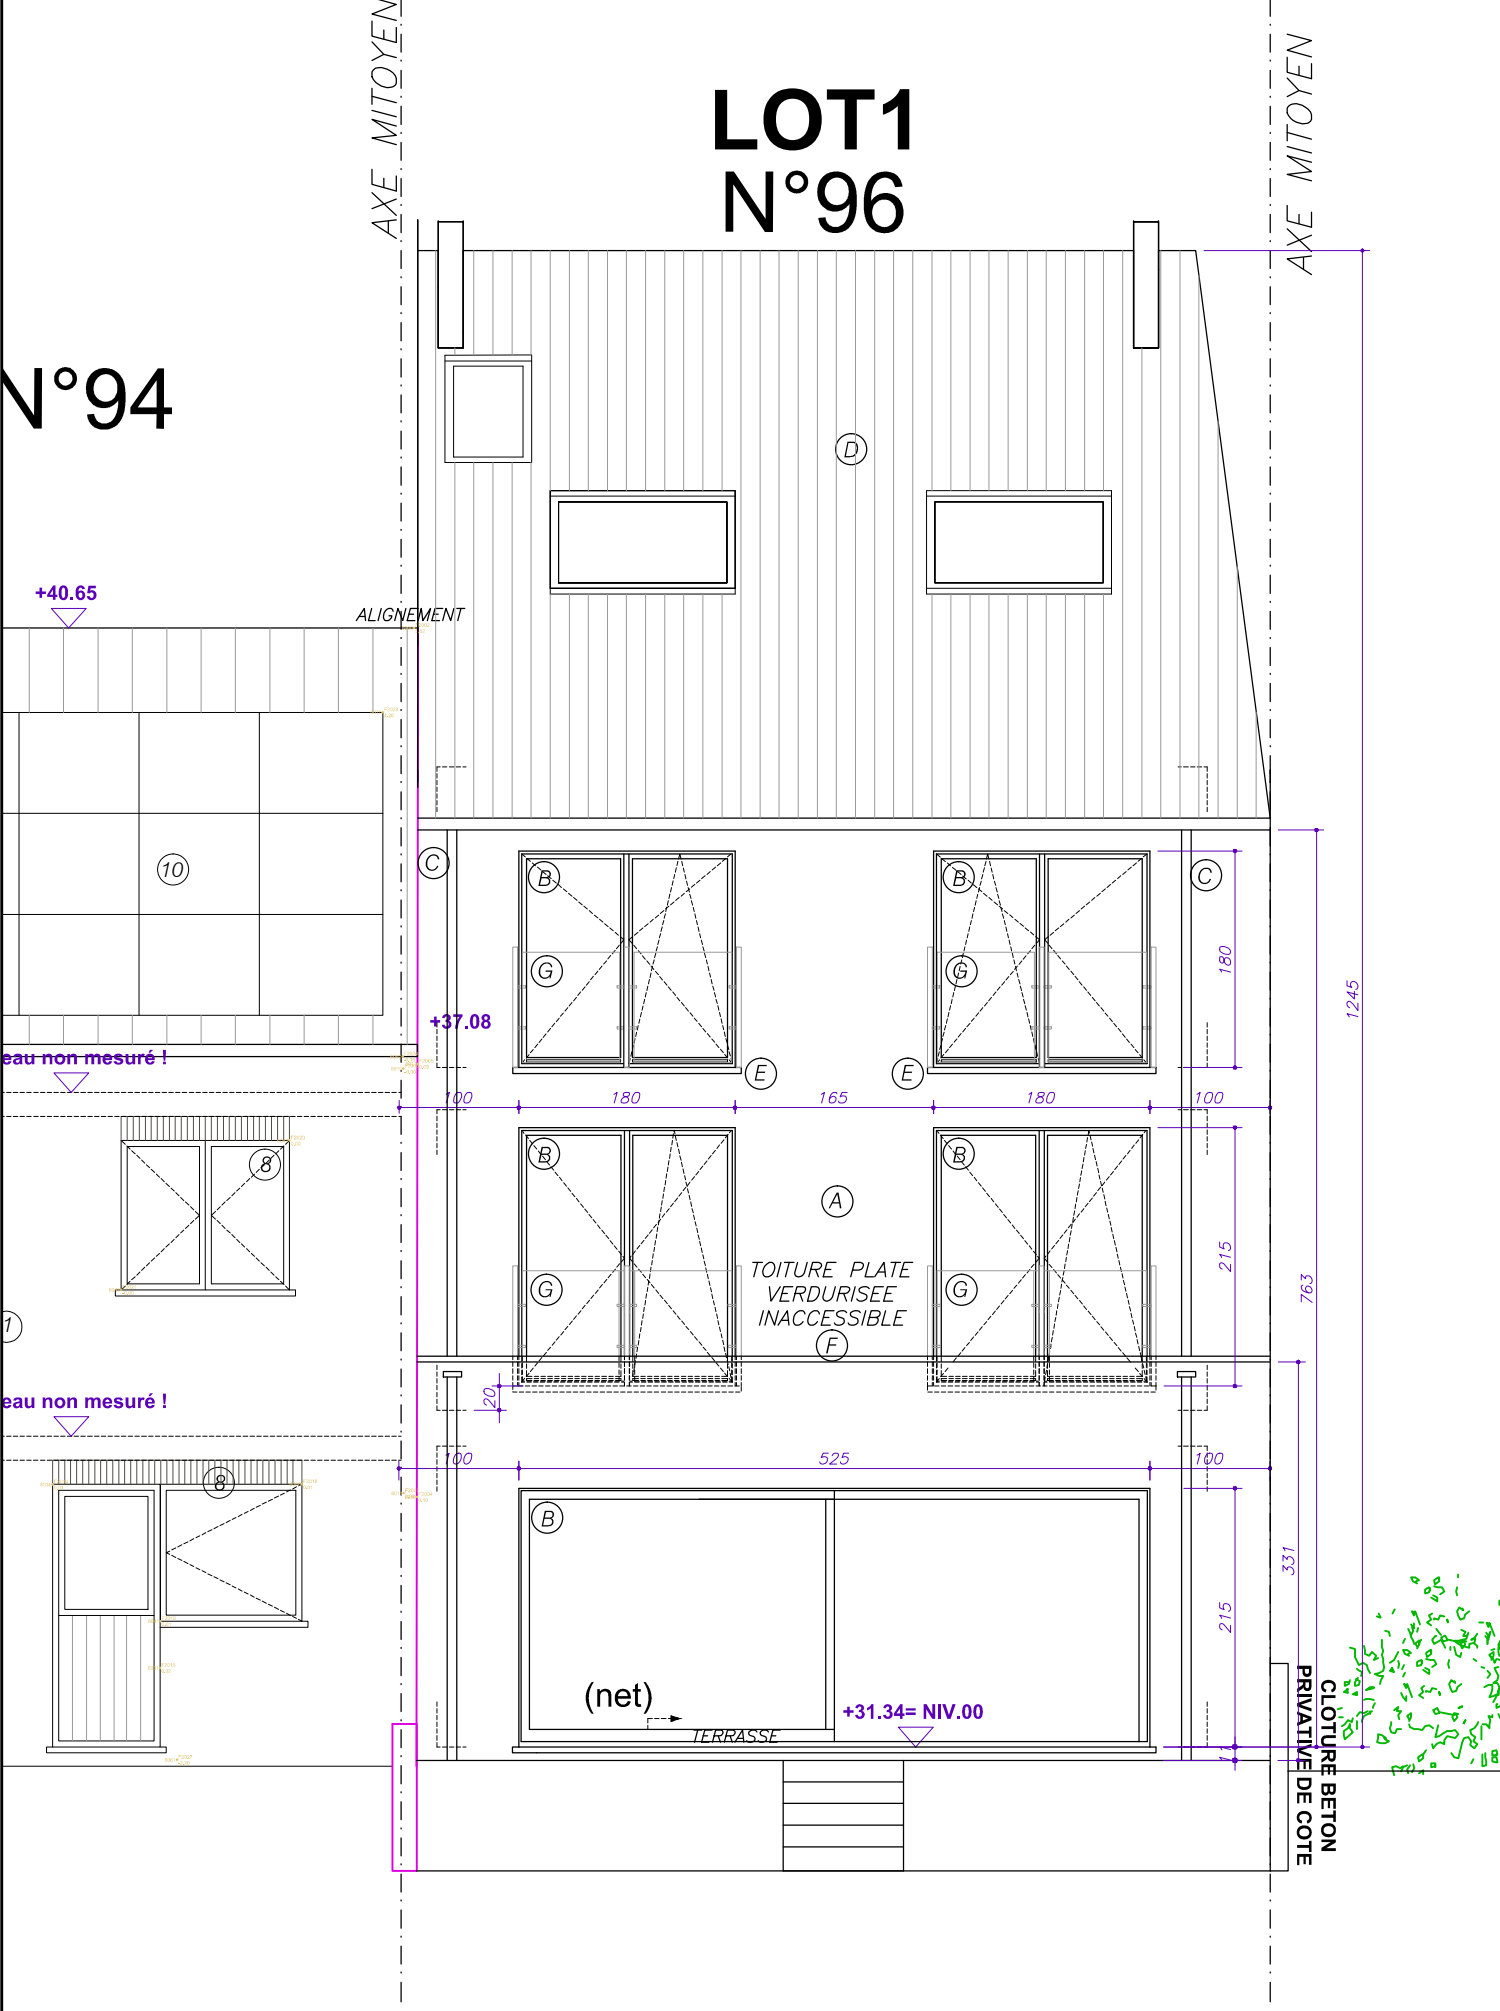 AXE MITOYEN
AXE MITOYEN
LOT1
N°96
N°94
D
+40.65
ALIGNEMENT
10
C
B
B
C
180
1245
G
G
+37.08
eau non mesuré !
E
E
100
180
165
180
100
B
B
8
A
215
TOITURE PLATE
VERDURISEE
INACCESSIBLE
G
G
763
1
F
eau non mesuré !
20
100
525
100
8
B
331
215
(net)
+31.34= NIV.00
TERRASSE
11
CLOTURE BETON
PRIVATIVE DE COTE